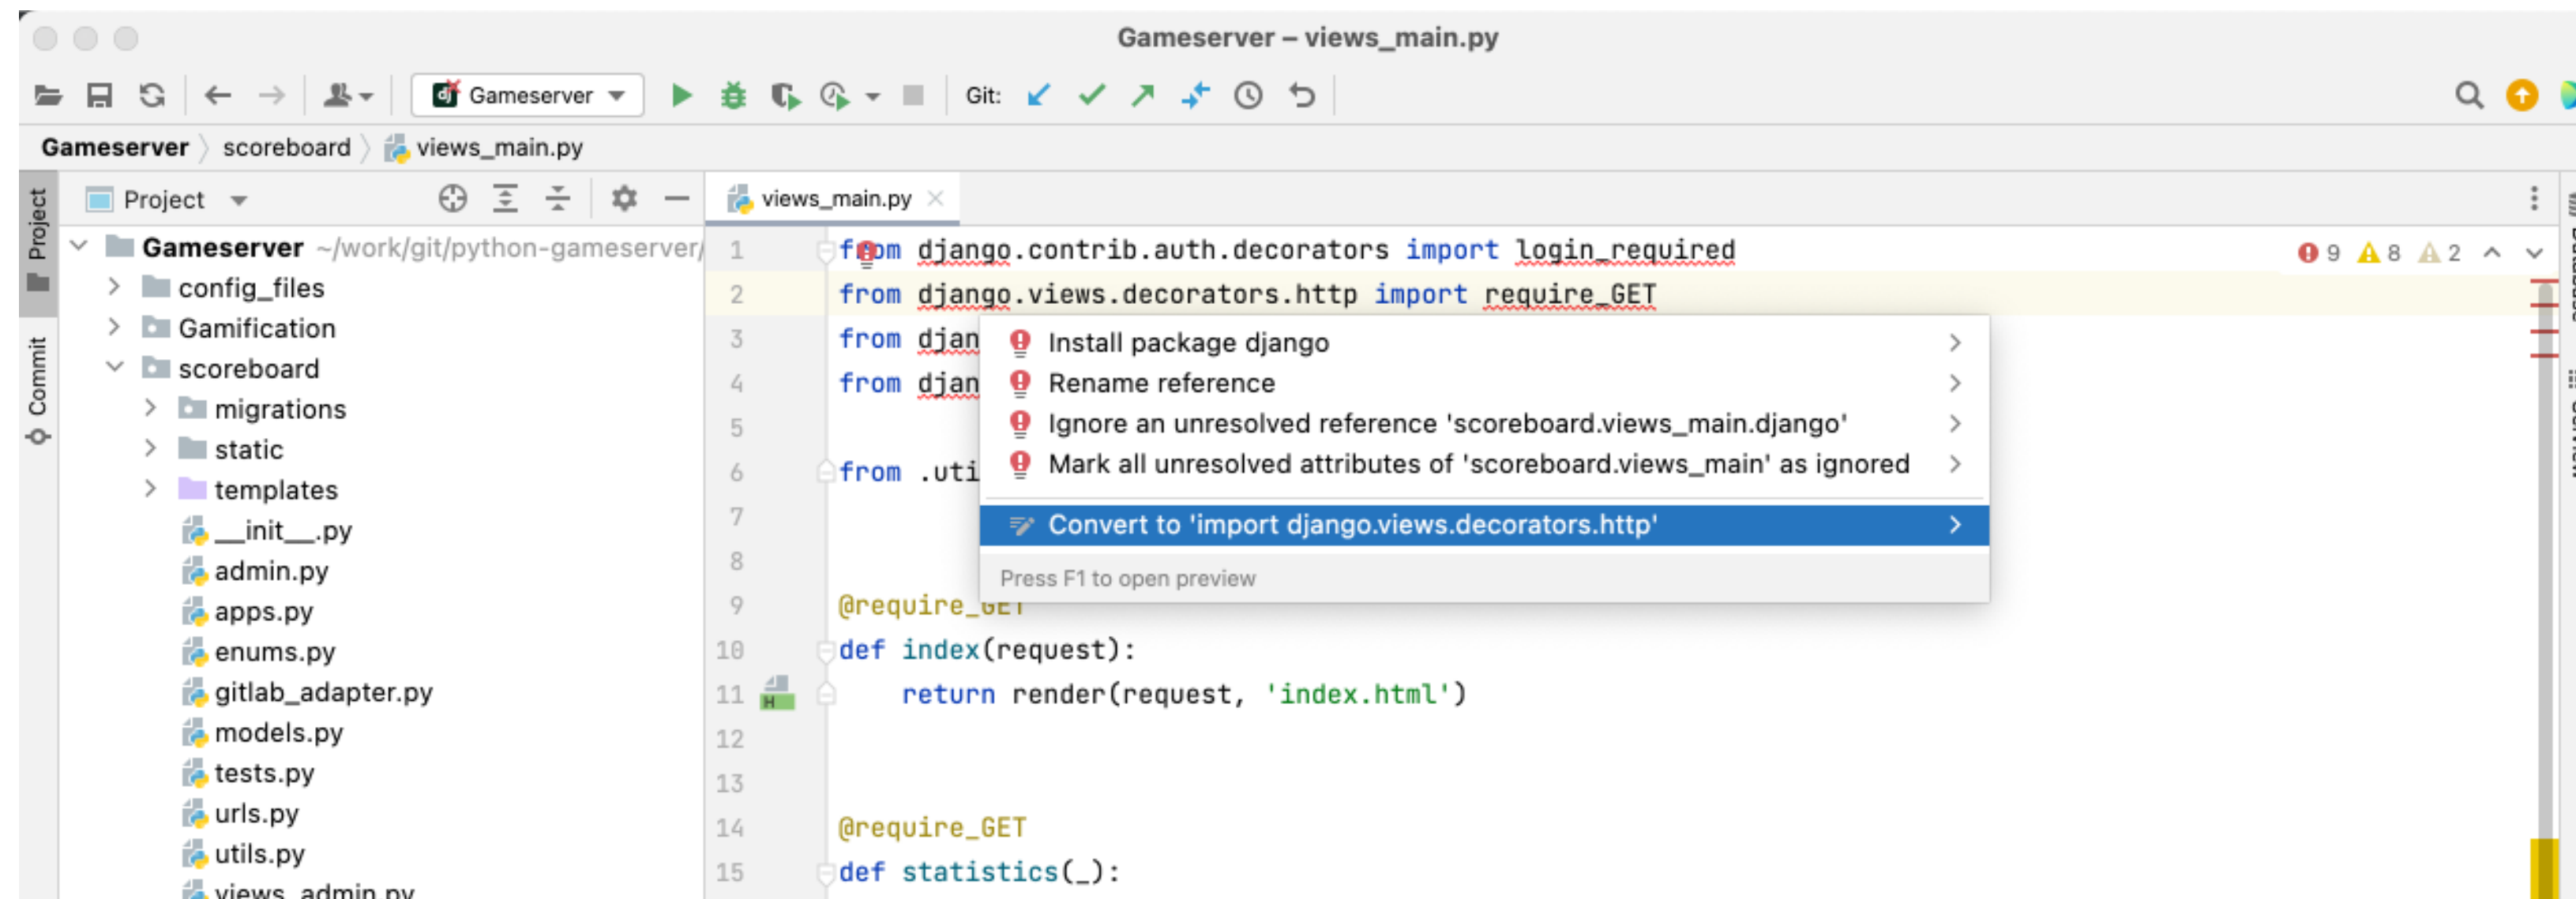 Gameserver – views_main.py
Gameserver
Git:
Gameserver
scoreboard
views_main.py
Project
views_main.py
Project
Commit
Gameserver ~/work/git/python-gameserver/
config_files
Gamification
scoreboard
migrations
static
templates
__init__.py
admin.py
apps.py
enums.py
gitlab_adapter.py
models.py
tests.py
urls.py
utils.py
views_admin.py
9 8 2
1 from django.contrib.auth.decorators import login_required
2 from django.views.decorators.http import require_GET
3 from djan
4 from djan
5
6 from .uti
7
8
9 @require_GET
10 def index(request):
11 return render(request, 'index.html')
12
13
14 @require_GET
15 def statistics(_):
Install package django
Rename reference
Ignore an unresolved reference 'scoreboard.views_main.django'
Mark all unresolved attributes of 'scoreboard.views_main' as ignored
Convert to 'import django.views.decorators.http'
Press F1 to open preview